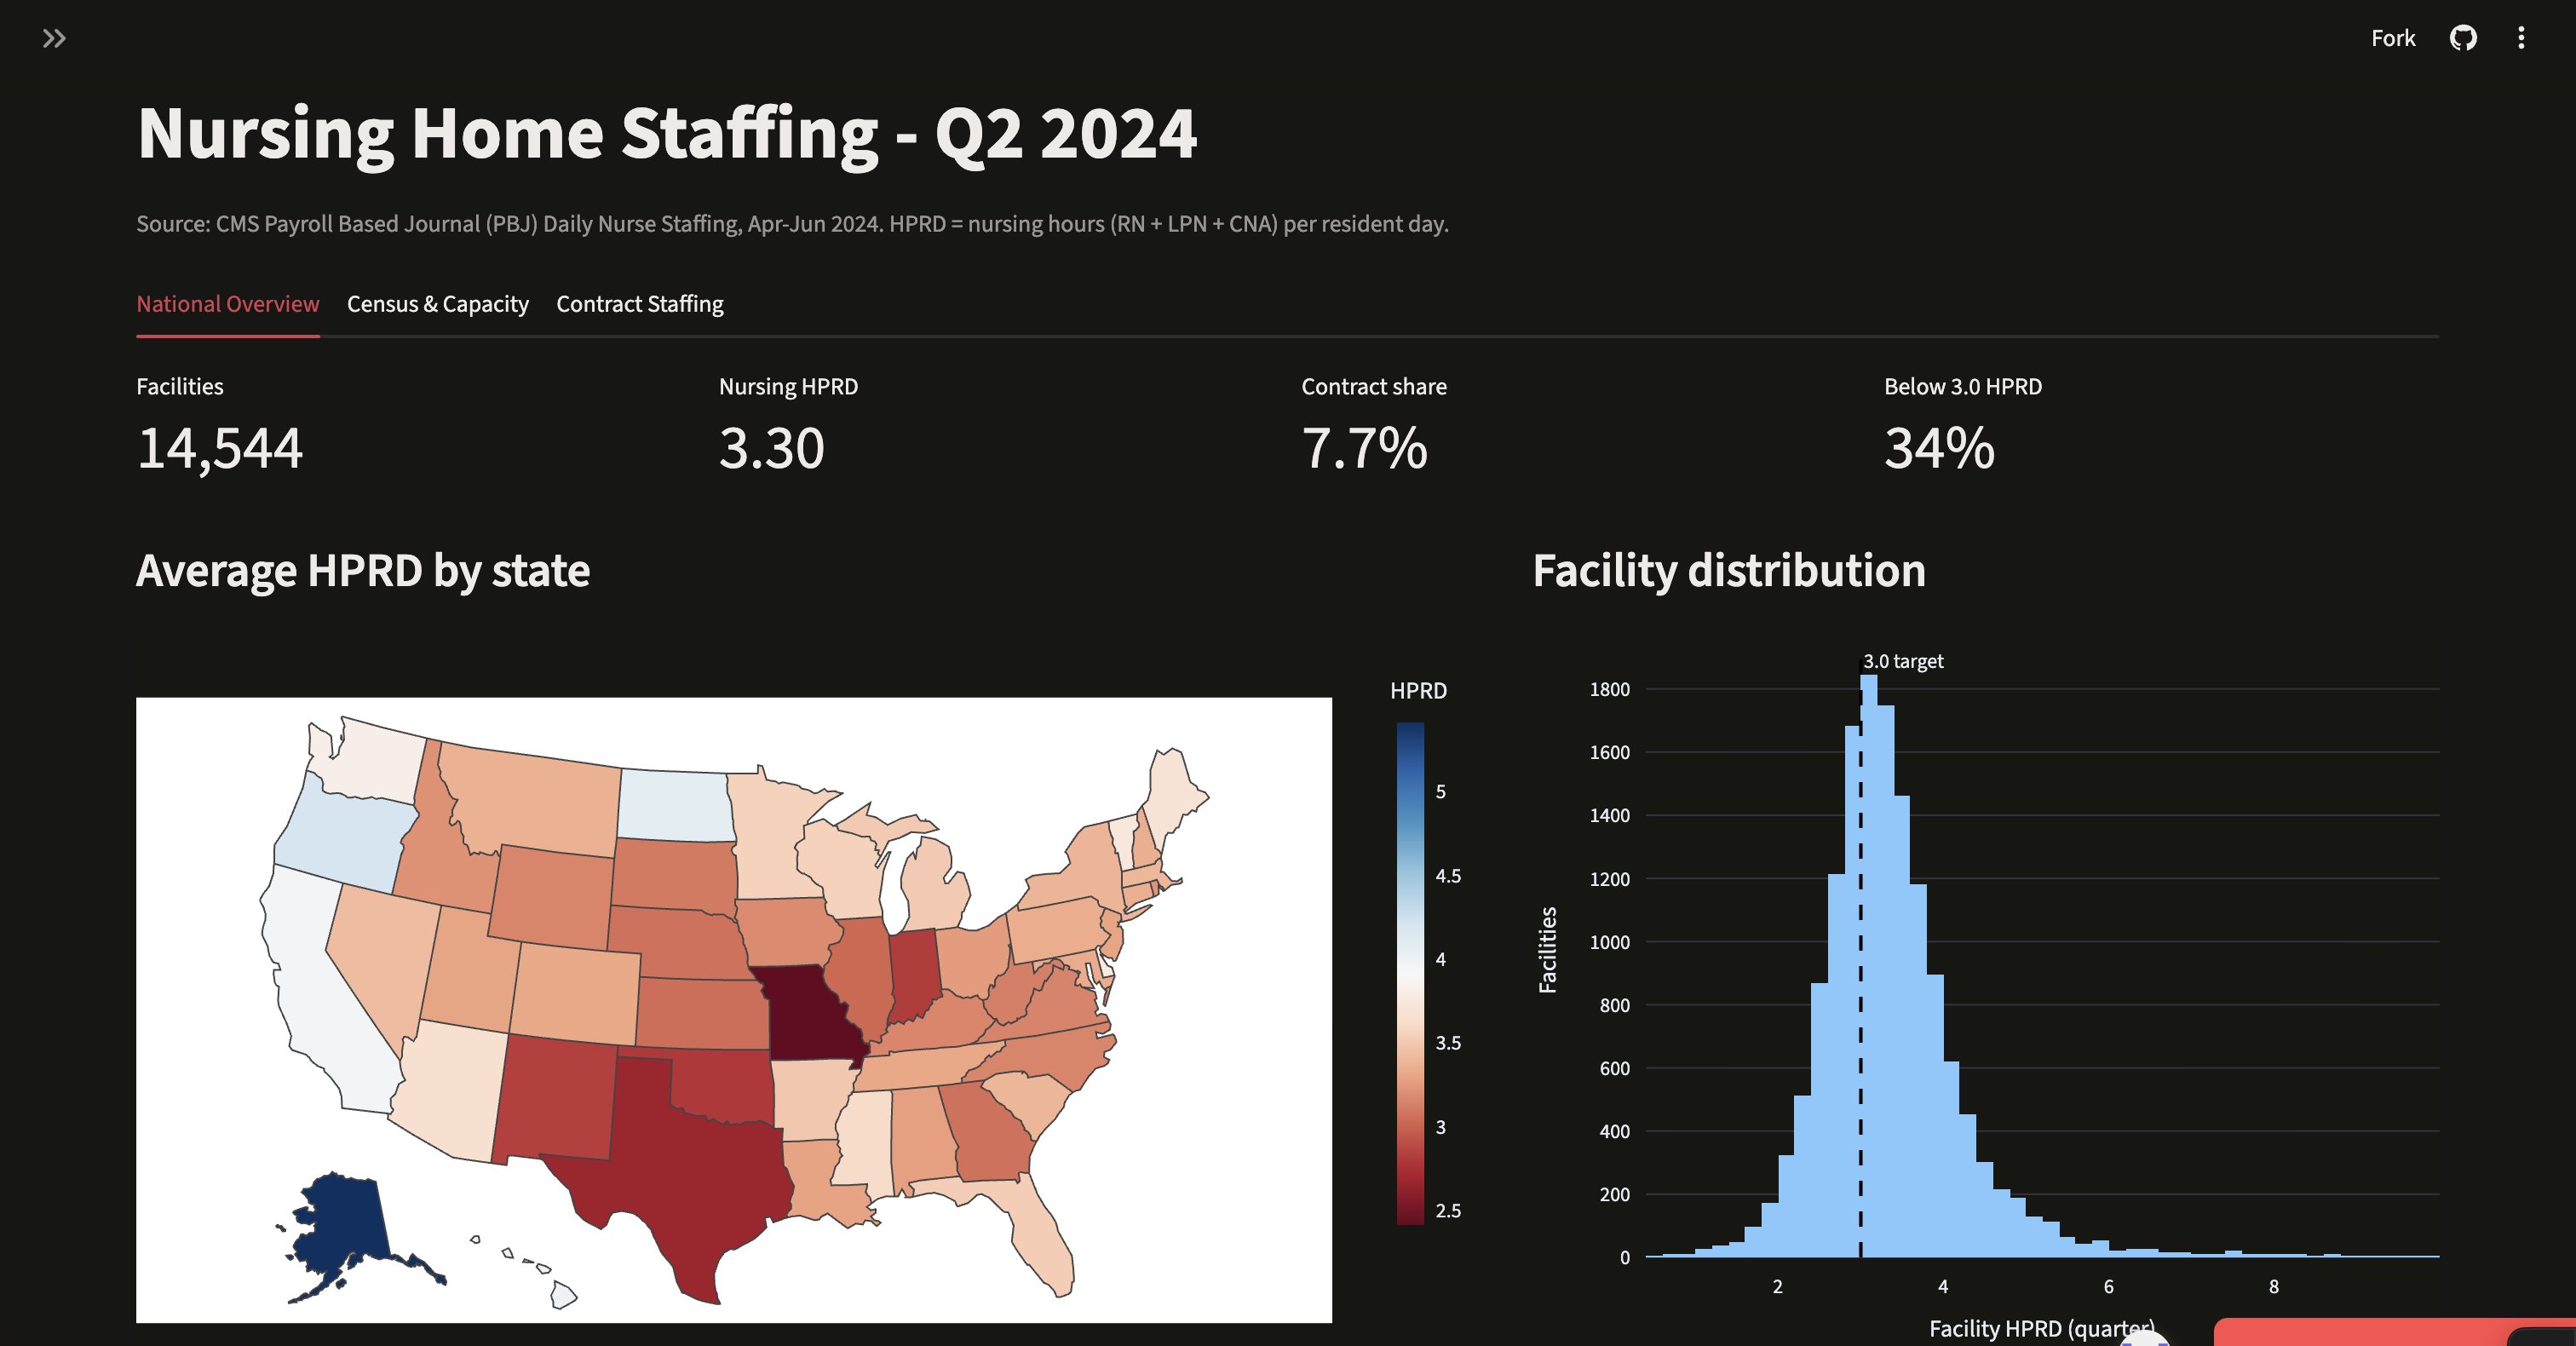 Fork
Nursing Home Staffing - Q2 2024
Source: CMS Payroll Based Journal (PBJ) Daily Nurse Staffing, Apr-Jun 2024. HPRD = nursing hours (RN + LPN + CNA) per resident day.
National Overview Census & Capacity Contract Staffing
Facilities Nursing HPRD Contract share Below 3.0 HPRD
14,544 3.30 7.7% 34%
Average HPRD by state
HPRD
5
4.5
4
3.5
3
2.5
Facility distribution
3.0 target
Facilities
1800
1600
1400
1200
1000
800
600
400
200
0
2 4 6 8
Facility HPRD (quarter)